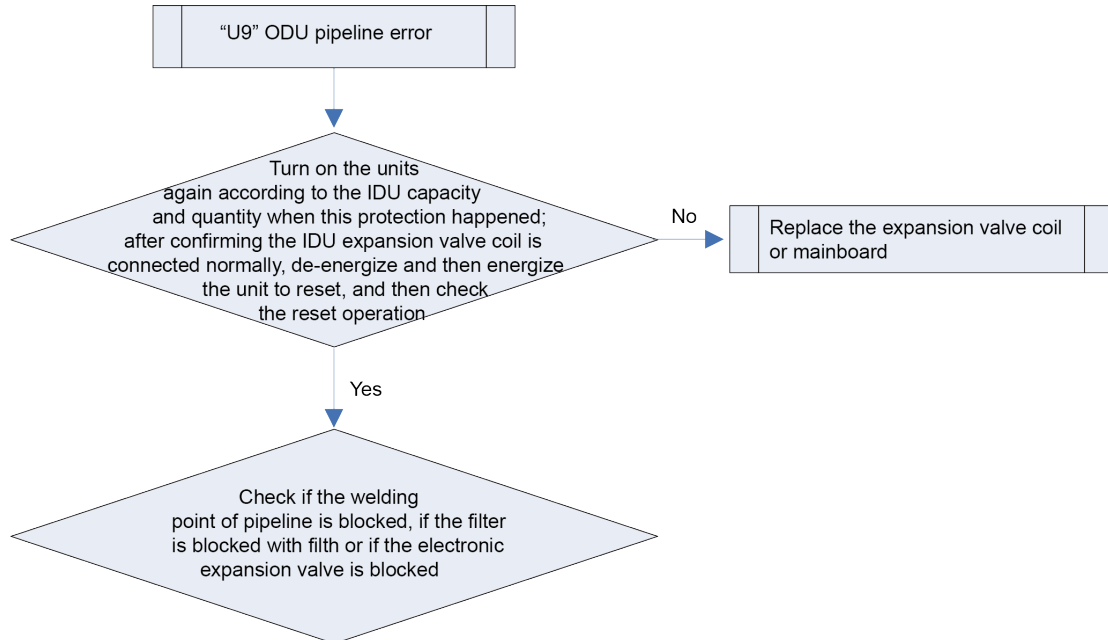 “U9” ODU pipeline error
Turn on the units
again according to the IDU capacity
and quantity when this protection happened;
after confirming the IDU expansion valve coil is
connected normally, de-energize and then energize
the unit to reset, and then check
the reset operation
No
Replace the expansion valve coil
or mainboard
Yes
Check if the welding
point of pipeline is blocked, if the filter
is blocked with filth or if the electronic
expansion valve is blocked